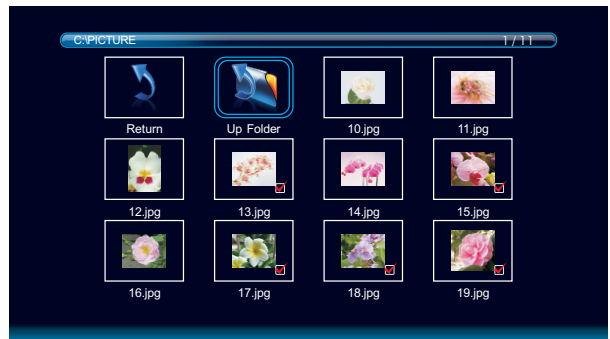 C:\PICTURE 1 / 11
Return Up Folder 10.jpg 11.jpg
12.jpg 13.jpg 14.jpg 15.jpg
16.jpg 17.jpg 18.jpg 19.jpg